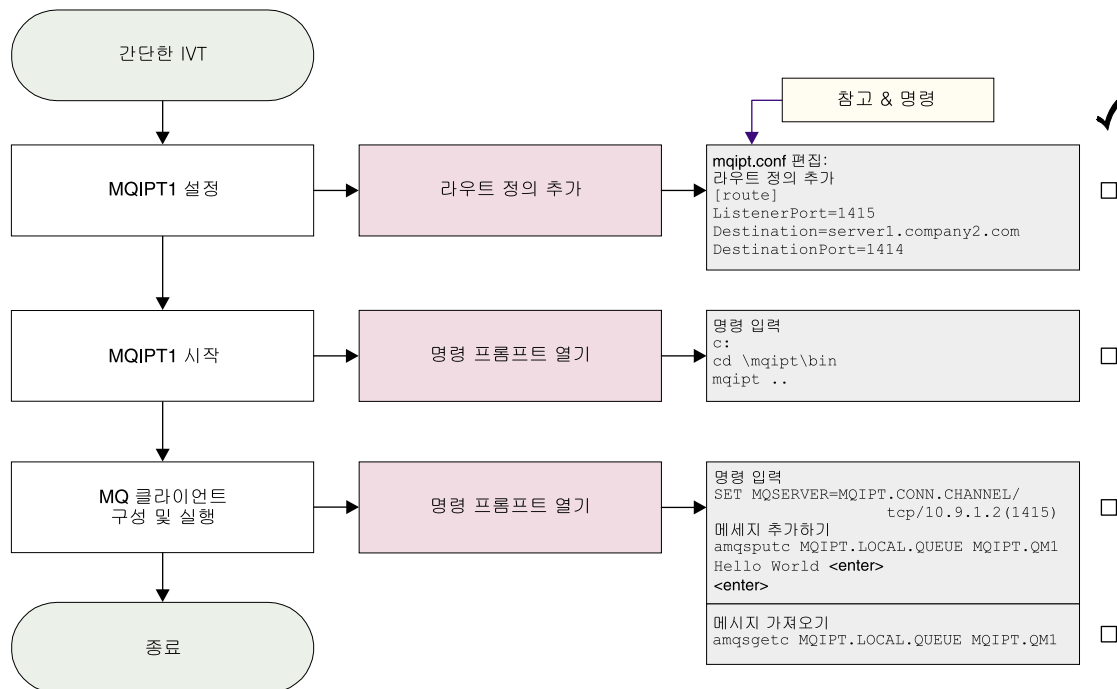 간단한 IVT
참고 & 명령
MQIPT1 설정
라우트 정의 추가
mqipt.conf 편집:
라우트 정의 추가
[route]
ListenerPort=1415
Destination=server1.company2.com
DestinationPort=1414
MQIPT1 시작
명령 프롬프트 열기
명령 입력
c:
cd \mqipt\bin
mqipt ..
MQ 클라이언트
구성 및 실행
명령 프롬프트 열기
명령 입력
SET MQSERVER=MQIPT.CONN.CHANNEL/
tcp/10.9.1.2(1415)
메세지 추가하기
amqsputc MQIPT.LOCAL.QUEUE MQIPT.QM1
Hello World <enter>
<enter>
메시지 가져오기
amqsgetc MQIPT.LOCAL.QUEUE MQIPT.QM1
종료